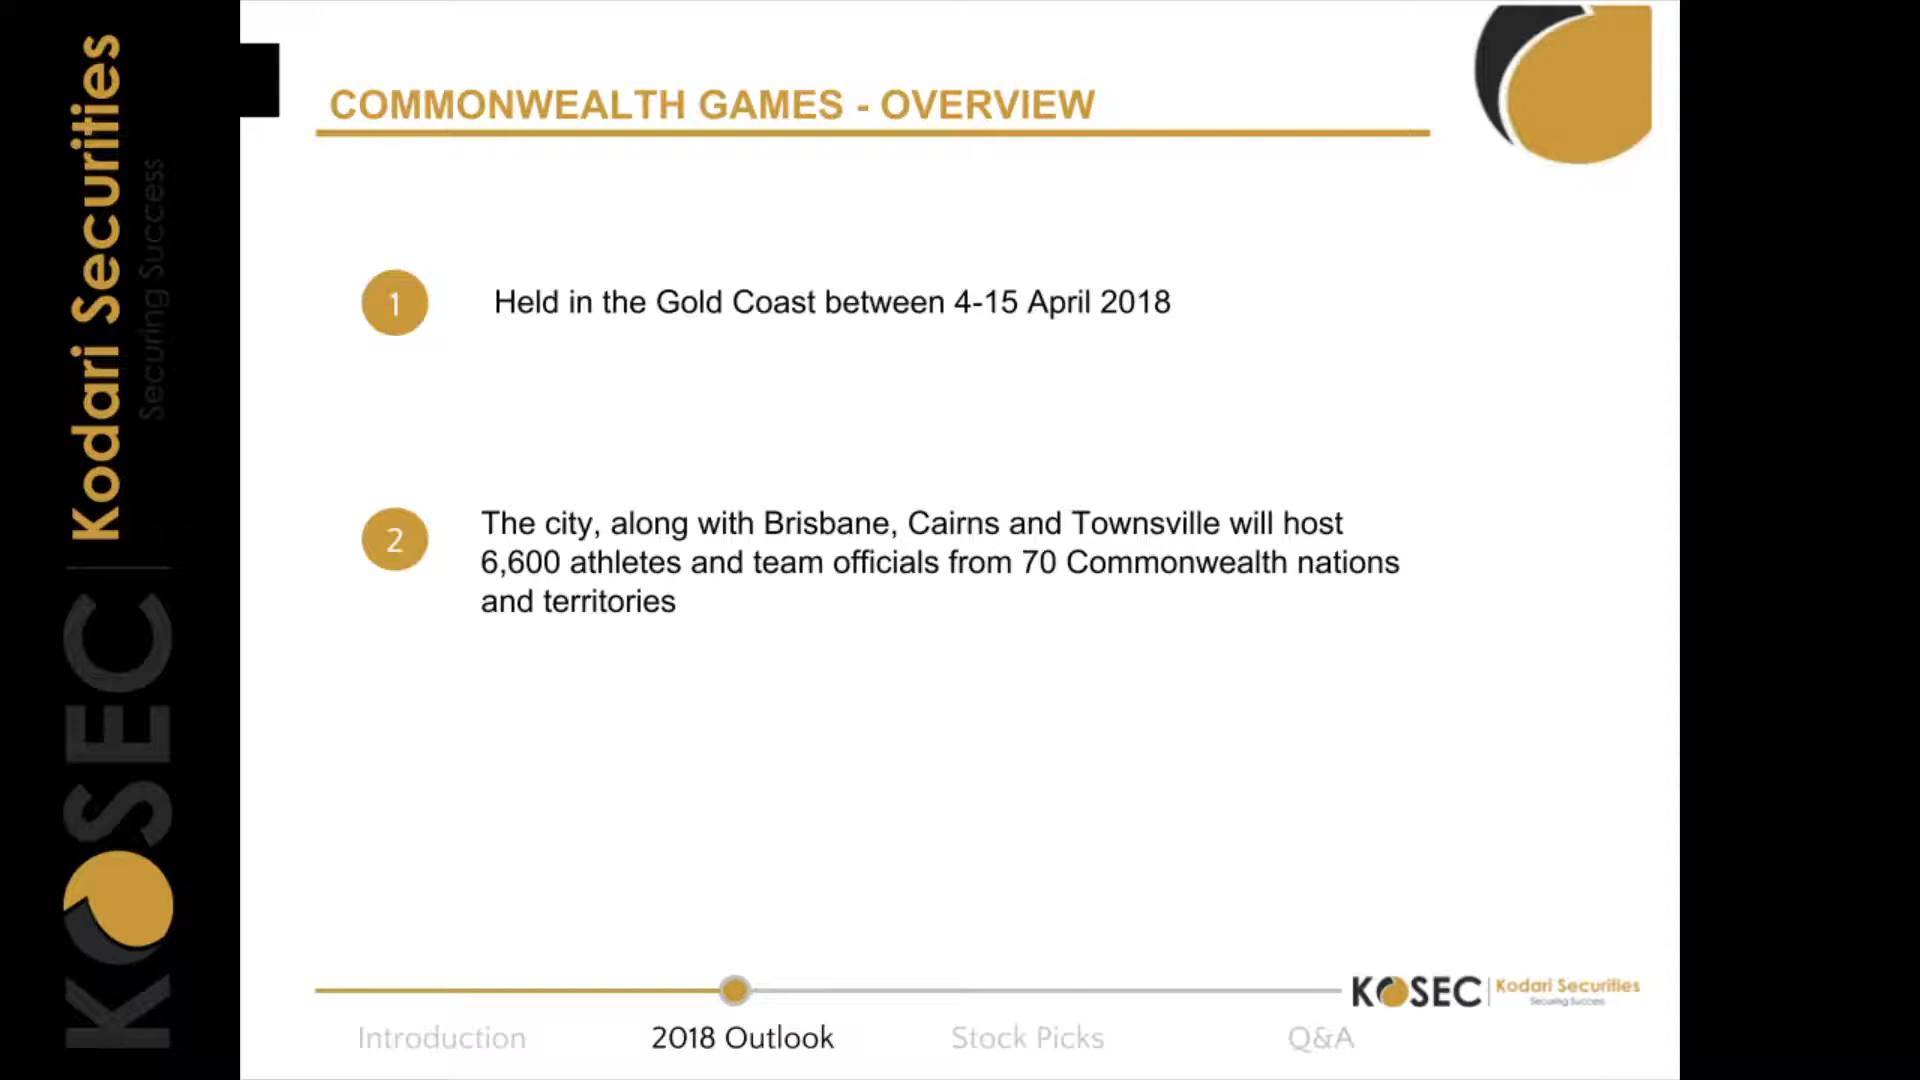 KOSEC | Kodari Securities
Securing Success
COMMONWEALTH GAMES - OVERVIEW
1
Held in the Gold Coast between 4-15 April 2018
2
The city, along with Brisbane, Cairns and Townsville will host
6,600 athletes and team officials from 70 Commonwealth nations
and territories
KOSEC | Kodari Securities
Securing Success
Introduction
2018 Outlook
Stock Picks
Q&A